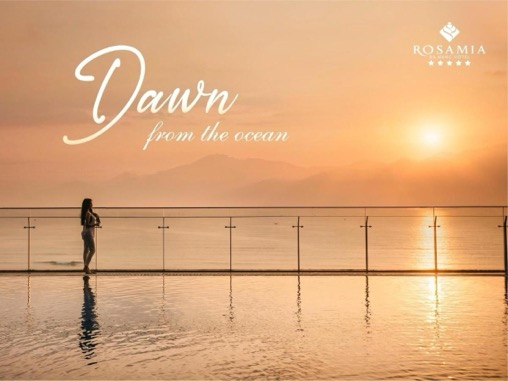 Dawn
from the ocean
ROSAMIA